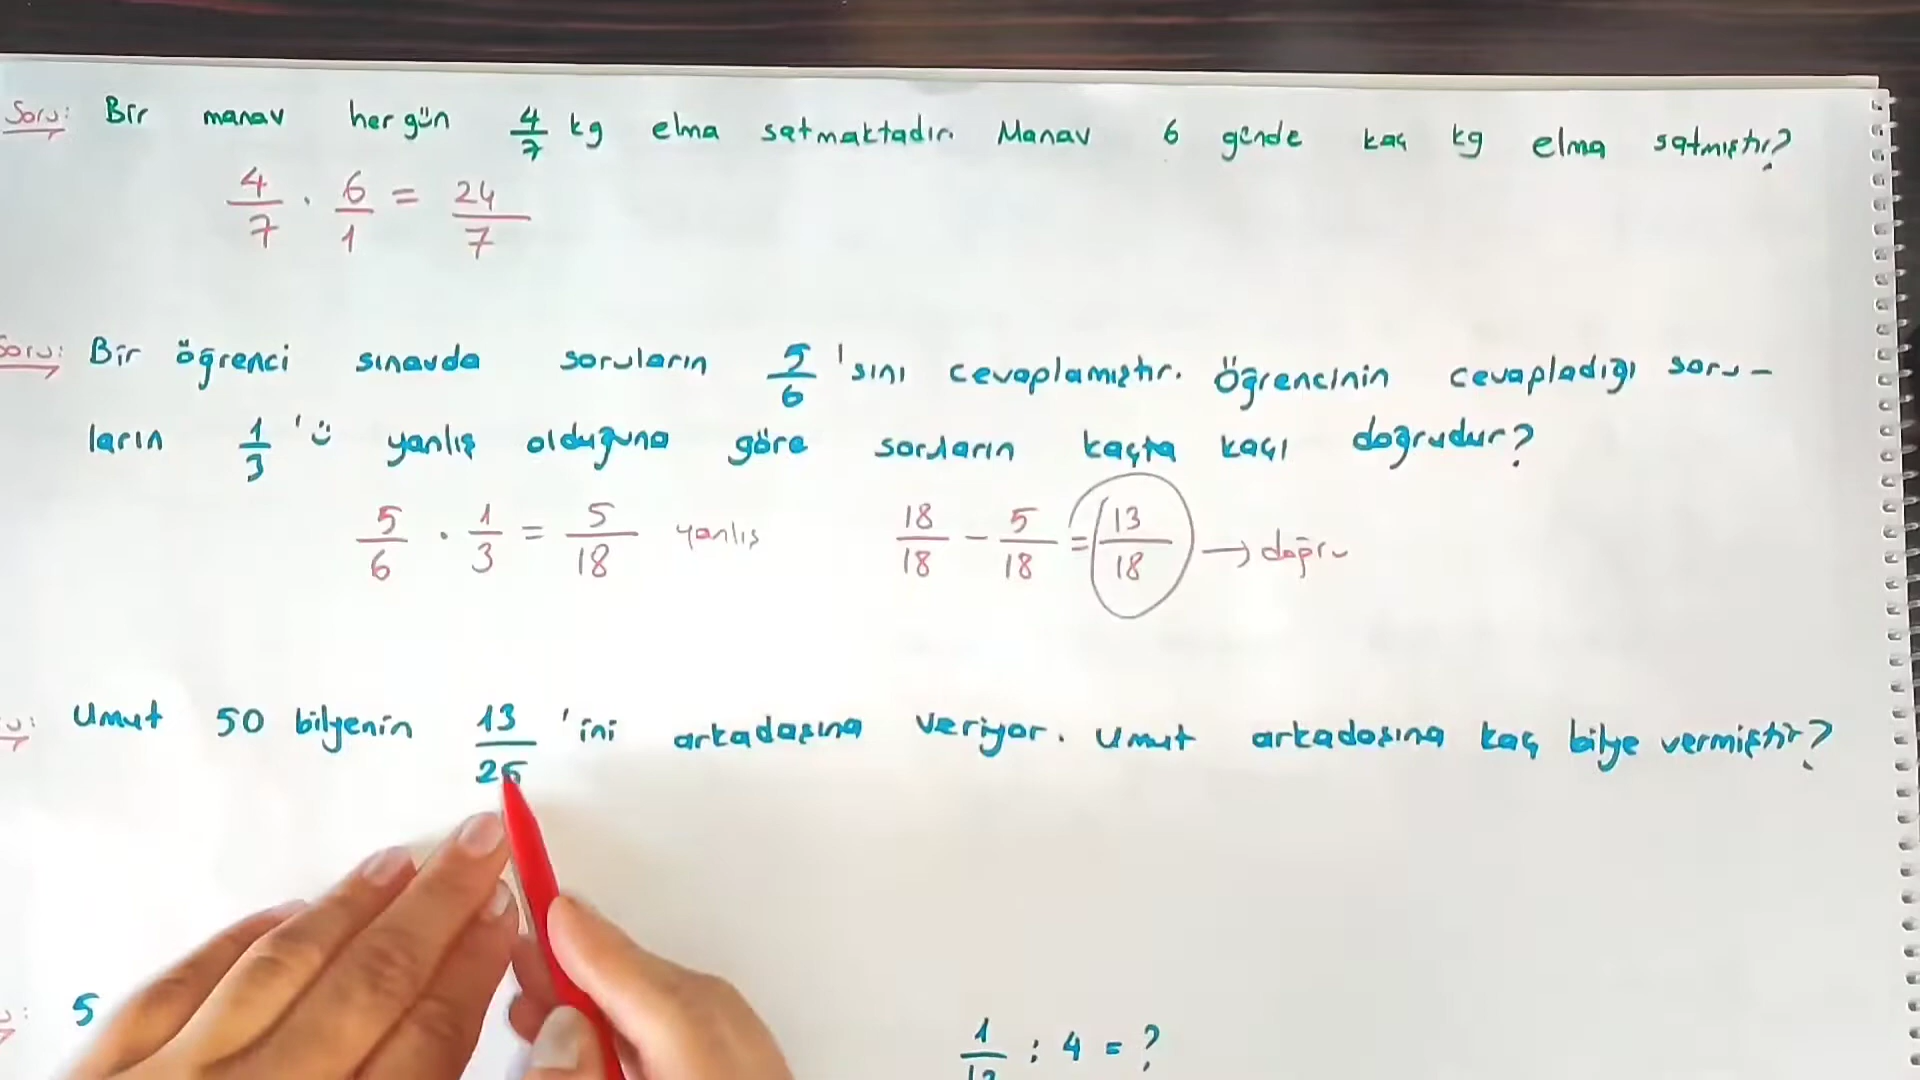 Soru: Bir manav her gün 4/7 kg elma satmaktadır. Manav 6 günde kaç kg elma satmıştır?
4/7 . 6/1 = 24/7
Soru: Bir öğrenci sınavda soruların 5/6 'sını cevaplamıştır. Öğrencinin cevapladığı soru-
ların 1/3 'ü yanlış olduğuna göre soruların kaçta kaçı doğrudur?
5/6 . 1/3 = 5/18 yanlış 18/18 - 5/18 = 13/18 → doğru
Umut 50 bilyenin 13/25 'ini arkadaşına veriyor. Umut arkadaşına kaç bilye vermiştir?
5
: 4 = ?